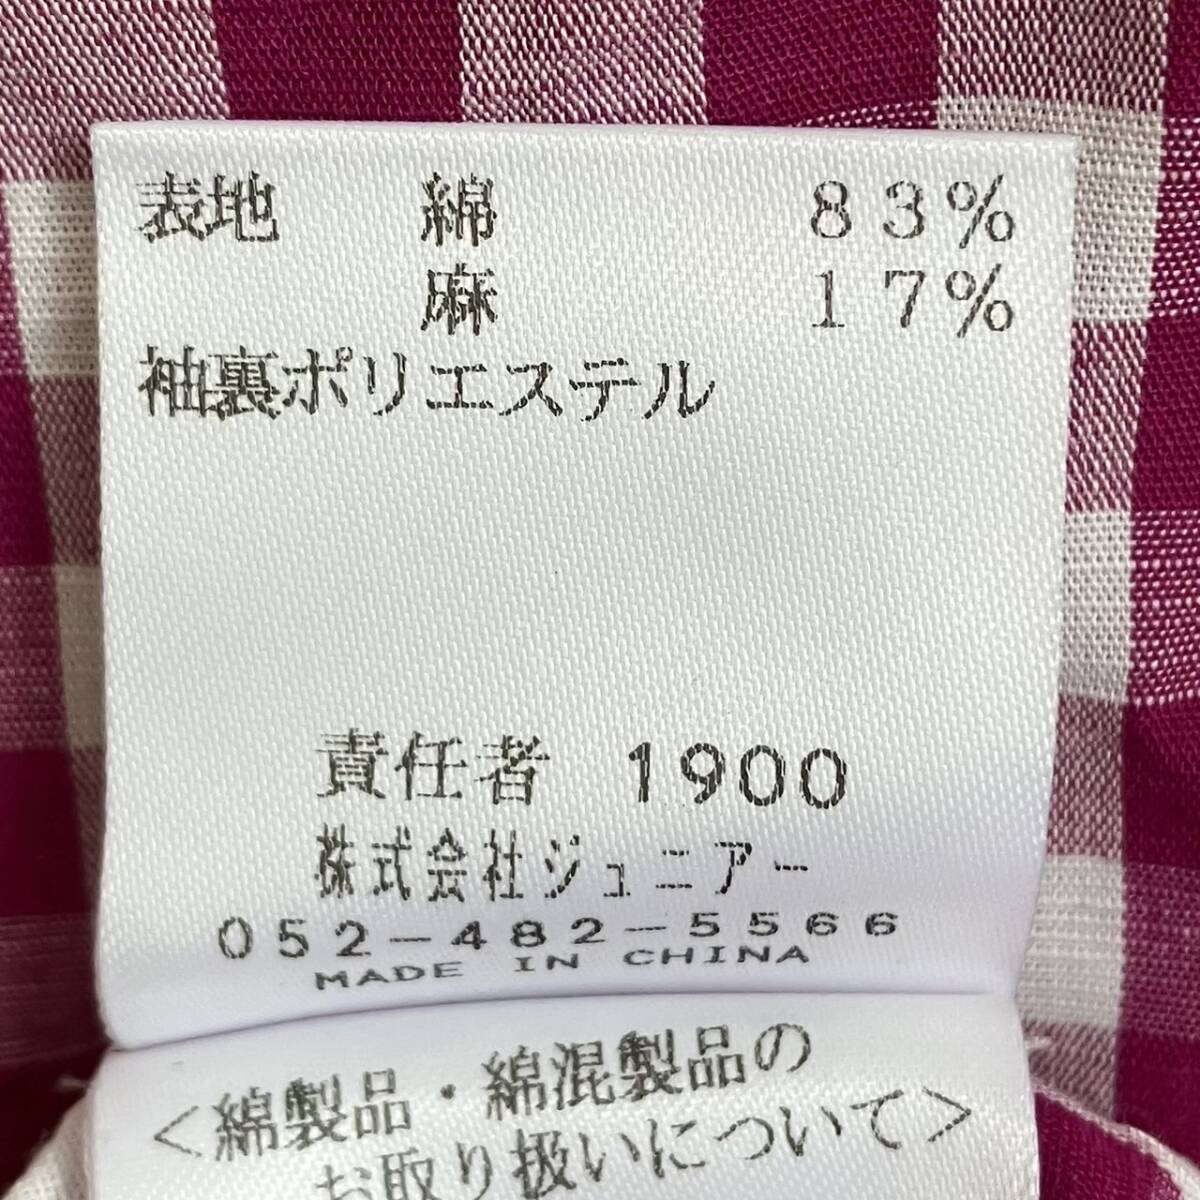 表地 綿 83%
麻 17%
袖裏ポリエステル
責任者 1900
株式会社ジュニアー
052-482-5566
MADE IN CHINA
<綿製品・綿混製品の
お取り扱いについて>